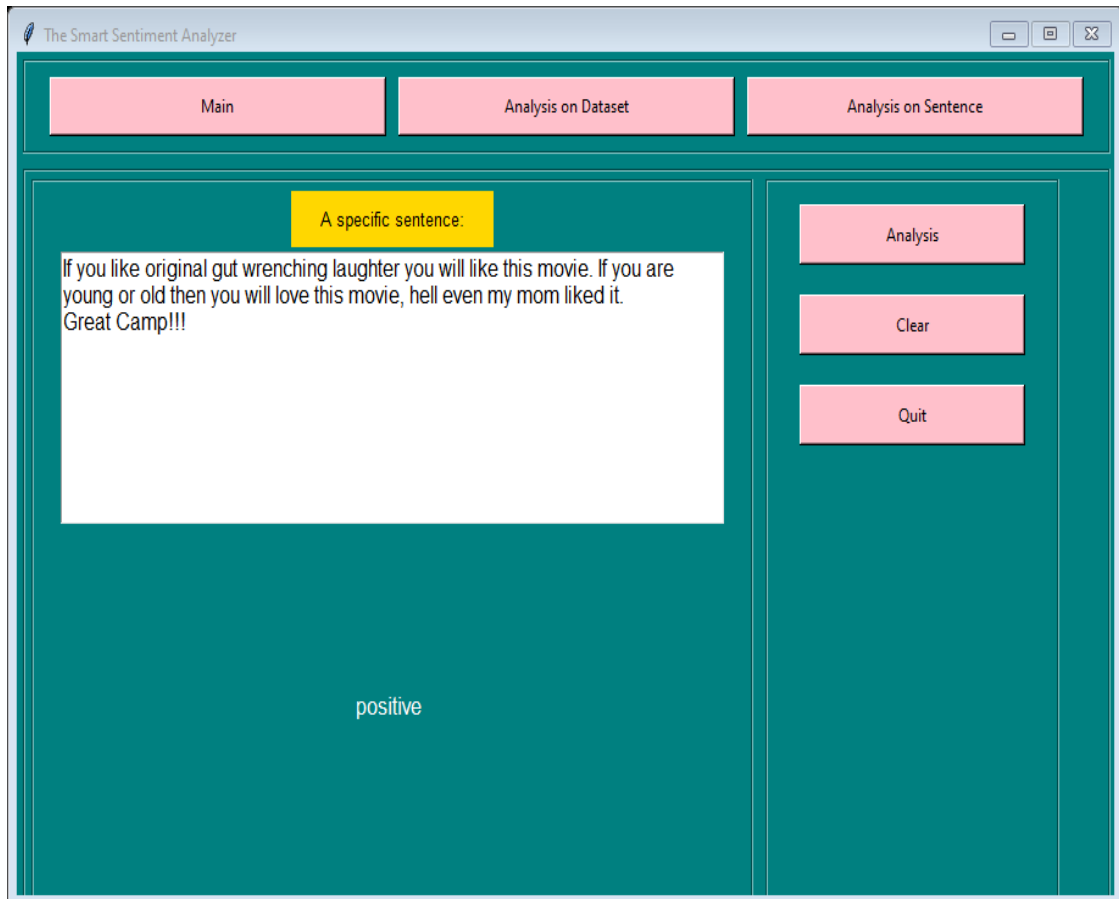 The Smart Sentiment Analyzer
Main
Analysis on Dataset
Analysis on Sentence
A specific sentence:
If you like original gut wrenching laughter you will like this movie. If you are
young or old then you will love this movie, hell even my mom liked it.
Great Camp!!!
positive
Analysis
Clear
Quit